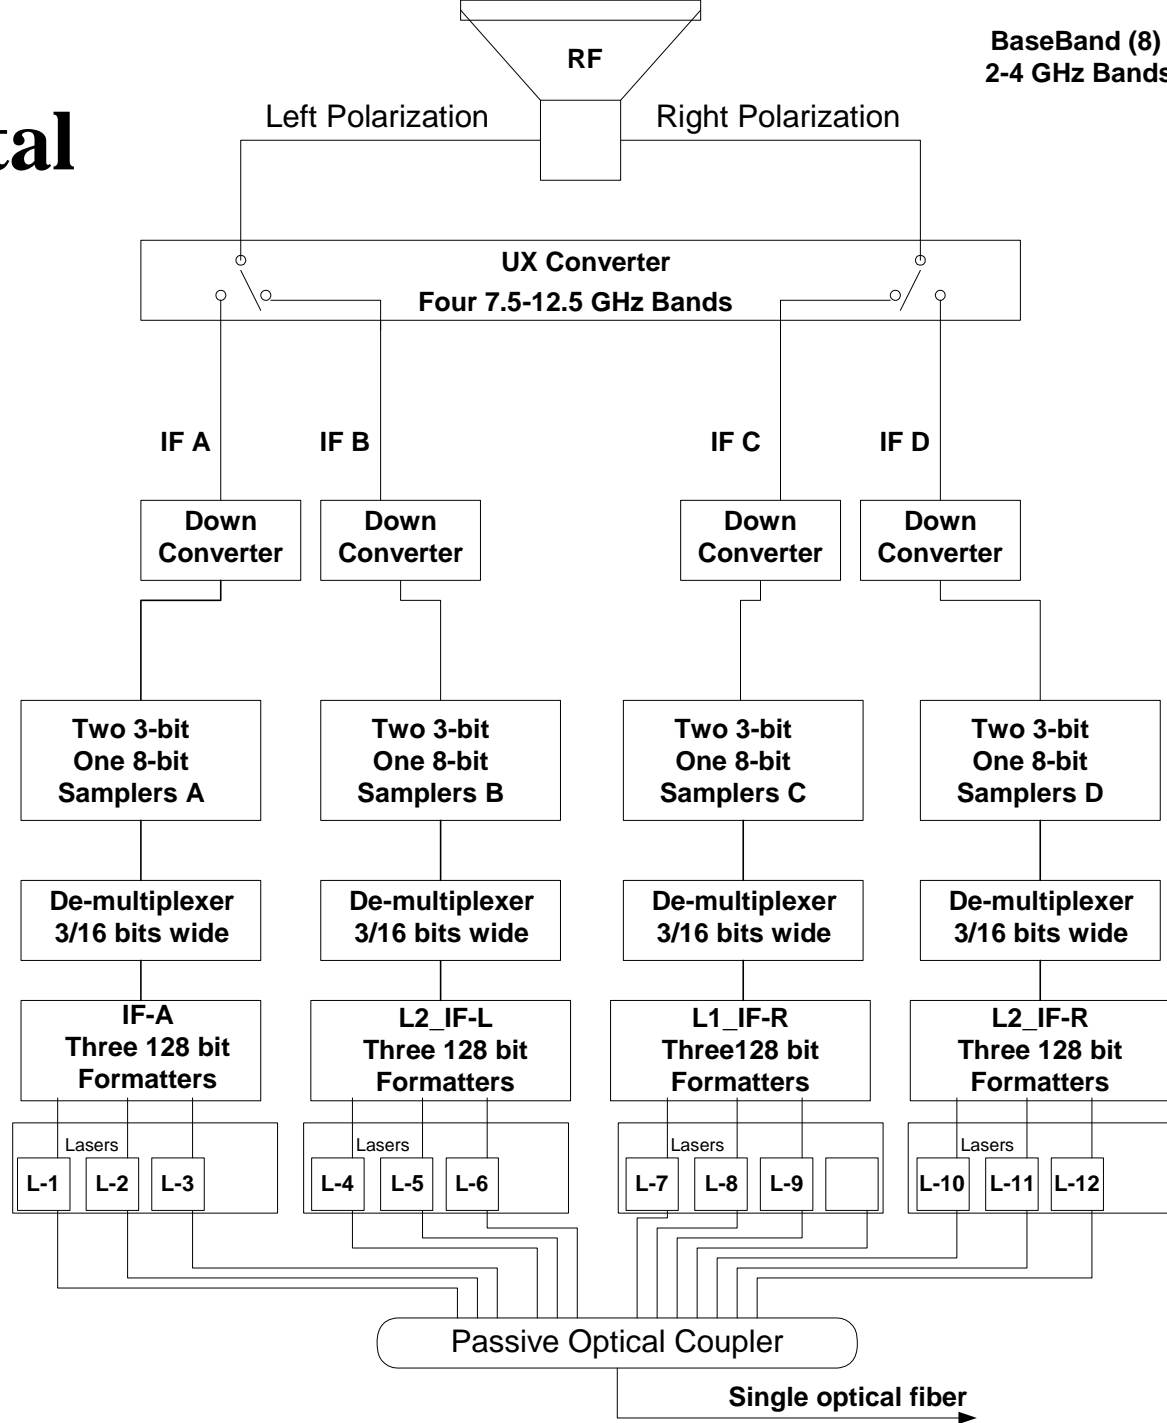 RF
BaseBand (8)
2-4 GHz Bands
tal
Left Polarization
Right Polarization
UX Converter
Four 7.5-12.5 GHz Bands
IF A
IF B
IF C
IF D
Down
Converter
Down
Converter
Down
Converter
Down
Converter
Two 3-bit
One 8-bit
Samplers A
Two 3-bit
One 8-bit
Samplers B
Two 3-bit
One 8-bit
Samplers C
Two 3-bit
One 8-bit
Samplers D
De-multiplexer
3/16 bits wide
De-multiplexer
3/16 bits wide
De-multiplexer
3/16 bits wide
De-multiplexer
3/16 bits wide
IF-A
Three 128 bit
Formatters
L2_IF-L
Three 128 bit
Formatters
L1_IF-R
Three128 bit
Formatters
L2_IF-R
Three 128 bit
Formatters
Lasers
L-1 L-2 L-3
Lasers
L-4 L-5 L-6
Lasers
L-7 L-8 L-9
Lasers
L-10 L-11 L-12
Passive Optical Coupler
Single optical fiber